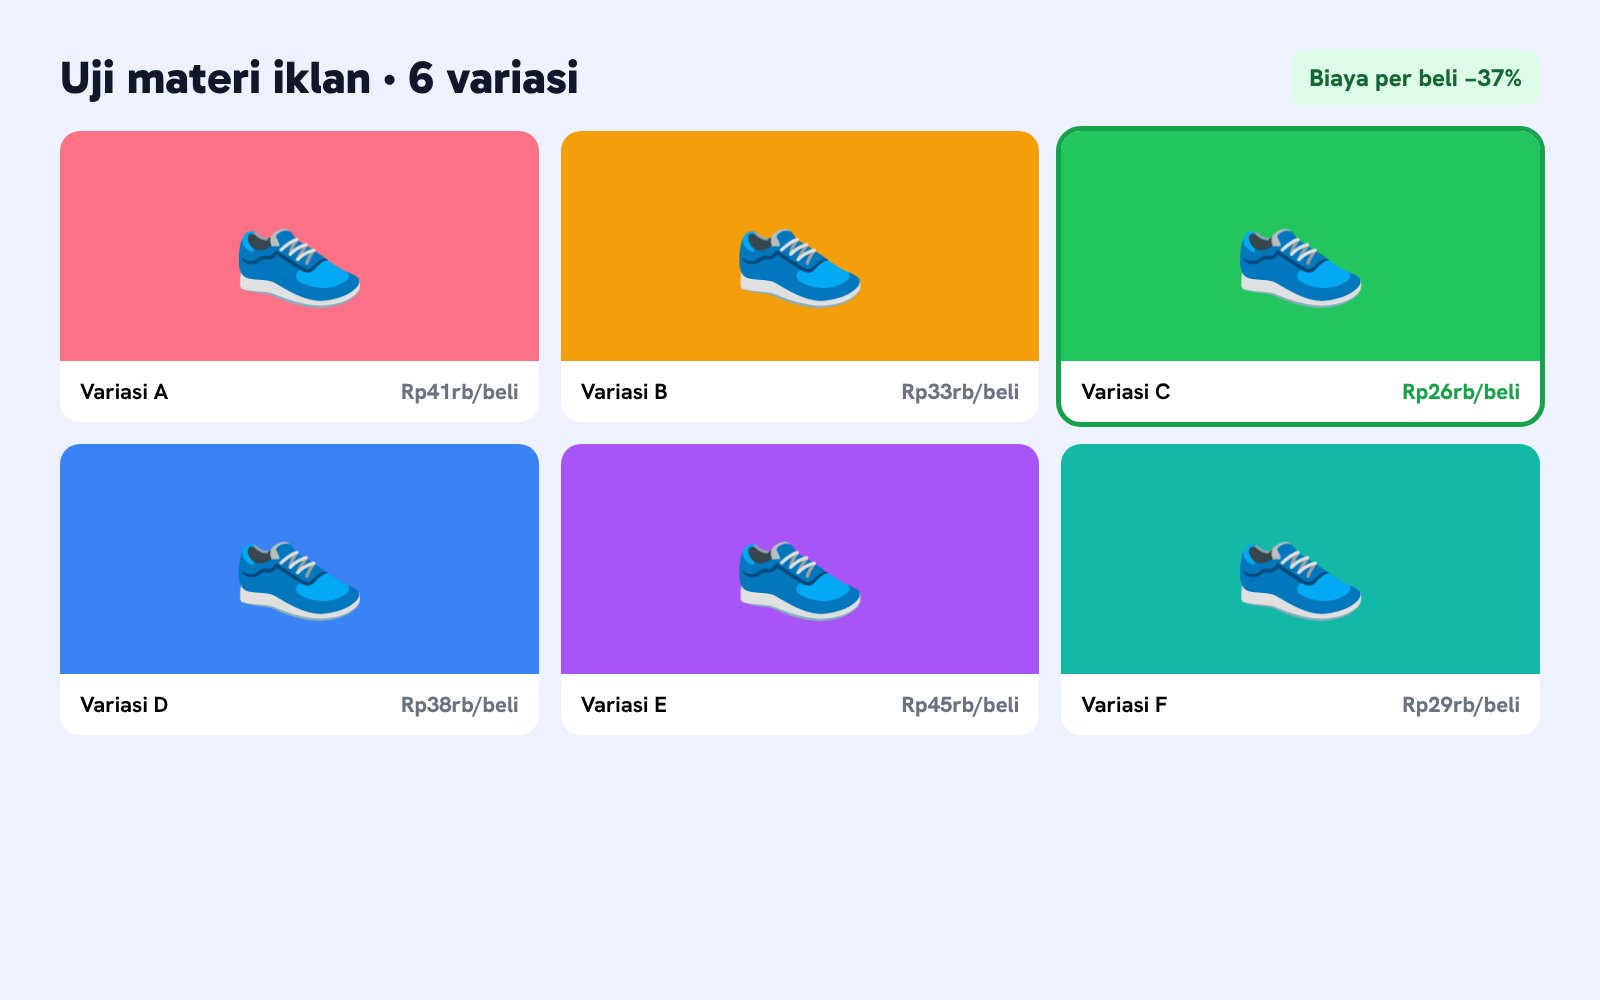 Uji materi iklan · 6 variasi
Biaya per beli −37%
Variasi A
Rp41rb/beli
Variasi B
Rp33rb/beli
Variasi C
Rp26rb/beli
Variasi D
Rp38rb/beli
Variasi E
Rp45rb/beli
Variasi F
Rp29rb/beli